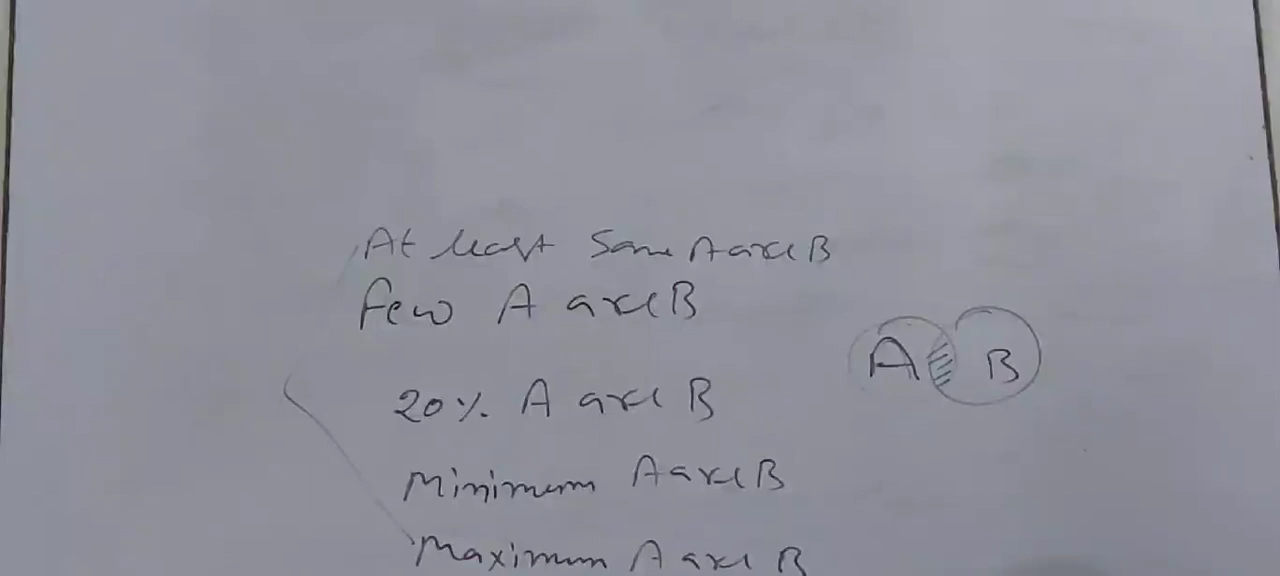 At least Some A are B
Few A are B
A B
20% A are B
Minimum A are B
Maximum A are B